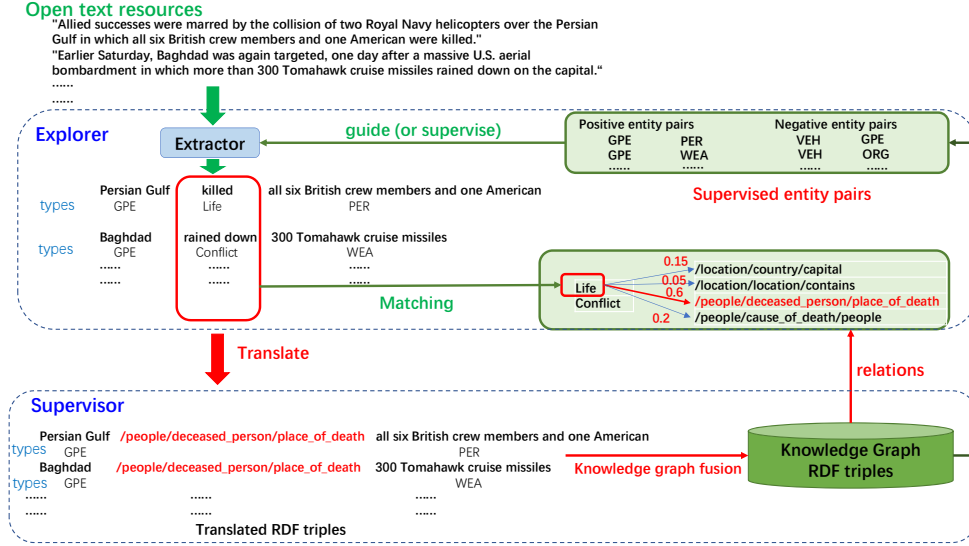 Open text resources
"Allied successes were marred by the collision of two Royal Navy helicopters over the Persian
Gulf in which all six British crew members and one American were killed."
"Earlier Saturday, Baghdad was again targeted, one day after a massive U.S. aerial
bombardment in which more than 300 Tomahawk cruise missiles rained down on the capital.“
......
......
Explorer
Extractor
guide (or supervise)
Positive entity pairs Negative entity pairs
GPE PER VEH GPE
GPE WEA VEH ORG
...... ...... ...... ......
Supervised entity pairs
Persian Gulf killed all six British crew members and one American
types GPE Life PER
Baghdad rained down 300 Tomahawk cruise missiles
types GPE Conflict WEA
...... ...... ......
...... ......
Matching
Life
Conflict
0.15
0.05
0.6
0.2
/location/country/capital
/location/location/contains
/people/deceased_person/place_of_death
/people/cause_of_death/people
Translate
relations
Supervisor
Persian Gulf /people/deceased_person/place_of_death all six British crew members and one American
types GPE PER
Baghdad /people/deceased_person/place_of_death 300 Tomahawk cruise missiles
types GPE WEA
...... ...... ......
...... ...... ......
Translated RDF triples
Knowledge graph fusion
Knowledge Graph
RDF triples